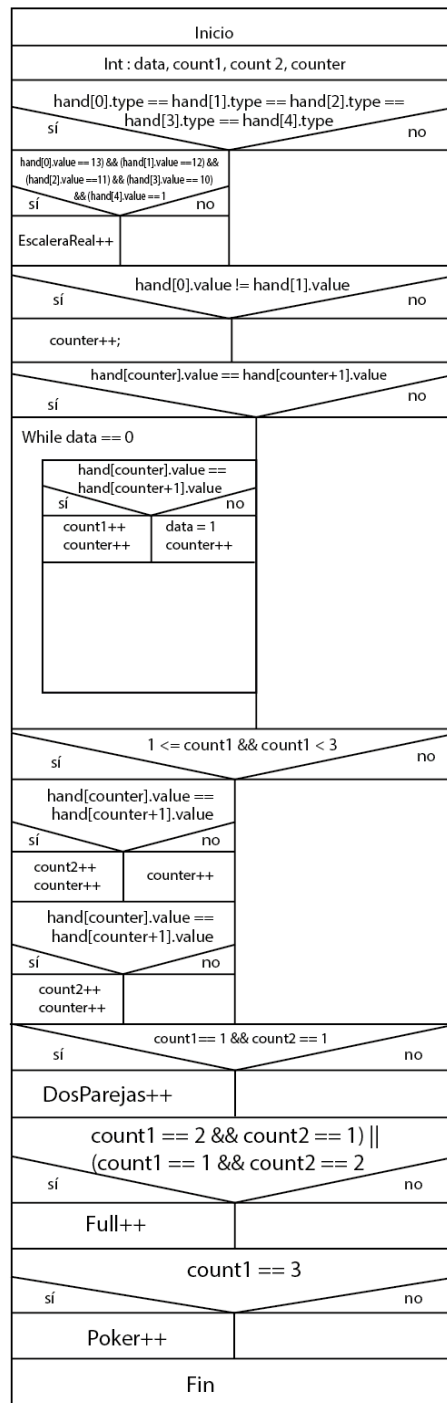 Inicio
Int : data, count1, count 2, counter
hand[0].type == hand[1].type == hand[2].type ==
hand[3].type == hand[4].type
sí
no
hand[0].value == 13) && (hand[1].value ==12) &&
(hand[2].value ==11) && (hand[3].value == 10)
&& (hand[4].value == 1
sí
no
EscaleraReal++
hand[0].value != hand[1].value
sí
no
counter++;
hand[counter].value == hand[counter+1].value
sí
no
While data == 0
hand[counter].value ==
hand[counter+1].value
sí
no
count1++
counter++
data = 1
counter++
1 <= count1 && count1 < 3
sí
no
hand[counter].value ==
hand[counter+1].value
sí
no
count2++
counter++
counter++
hand[counter].value ==
hand[counter+1].value
sí
no
count2++
counter++
count1== 1 && count2 == 1
sí
no
DosParejas++
count1 == 2 && count2 == 1) ||
(count1 == 1 && count2 == 2
sí
no
Full++
count1 == 3
sí
no
Poker++
Fin